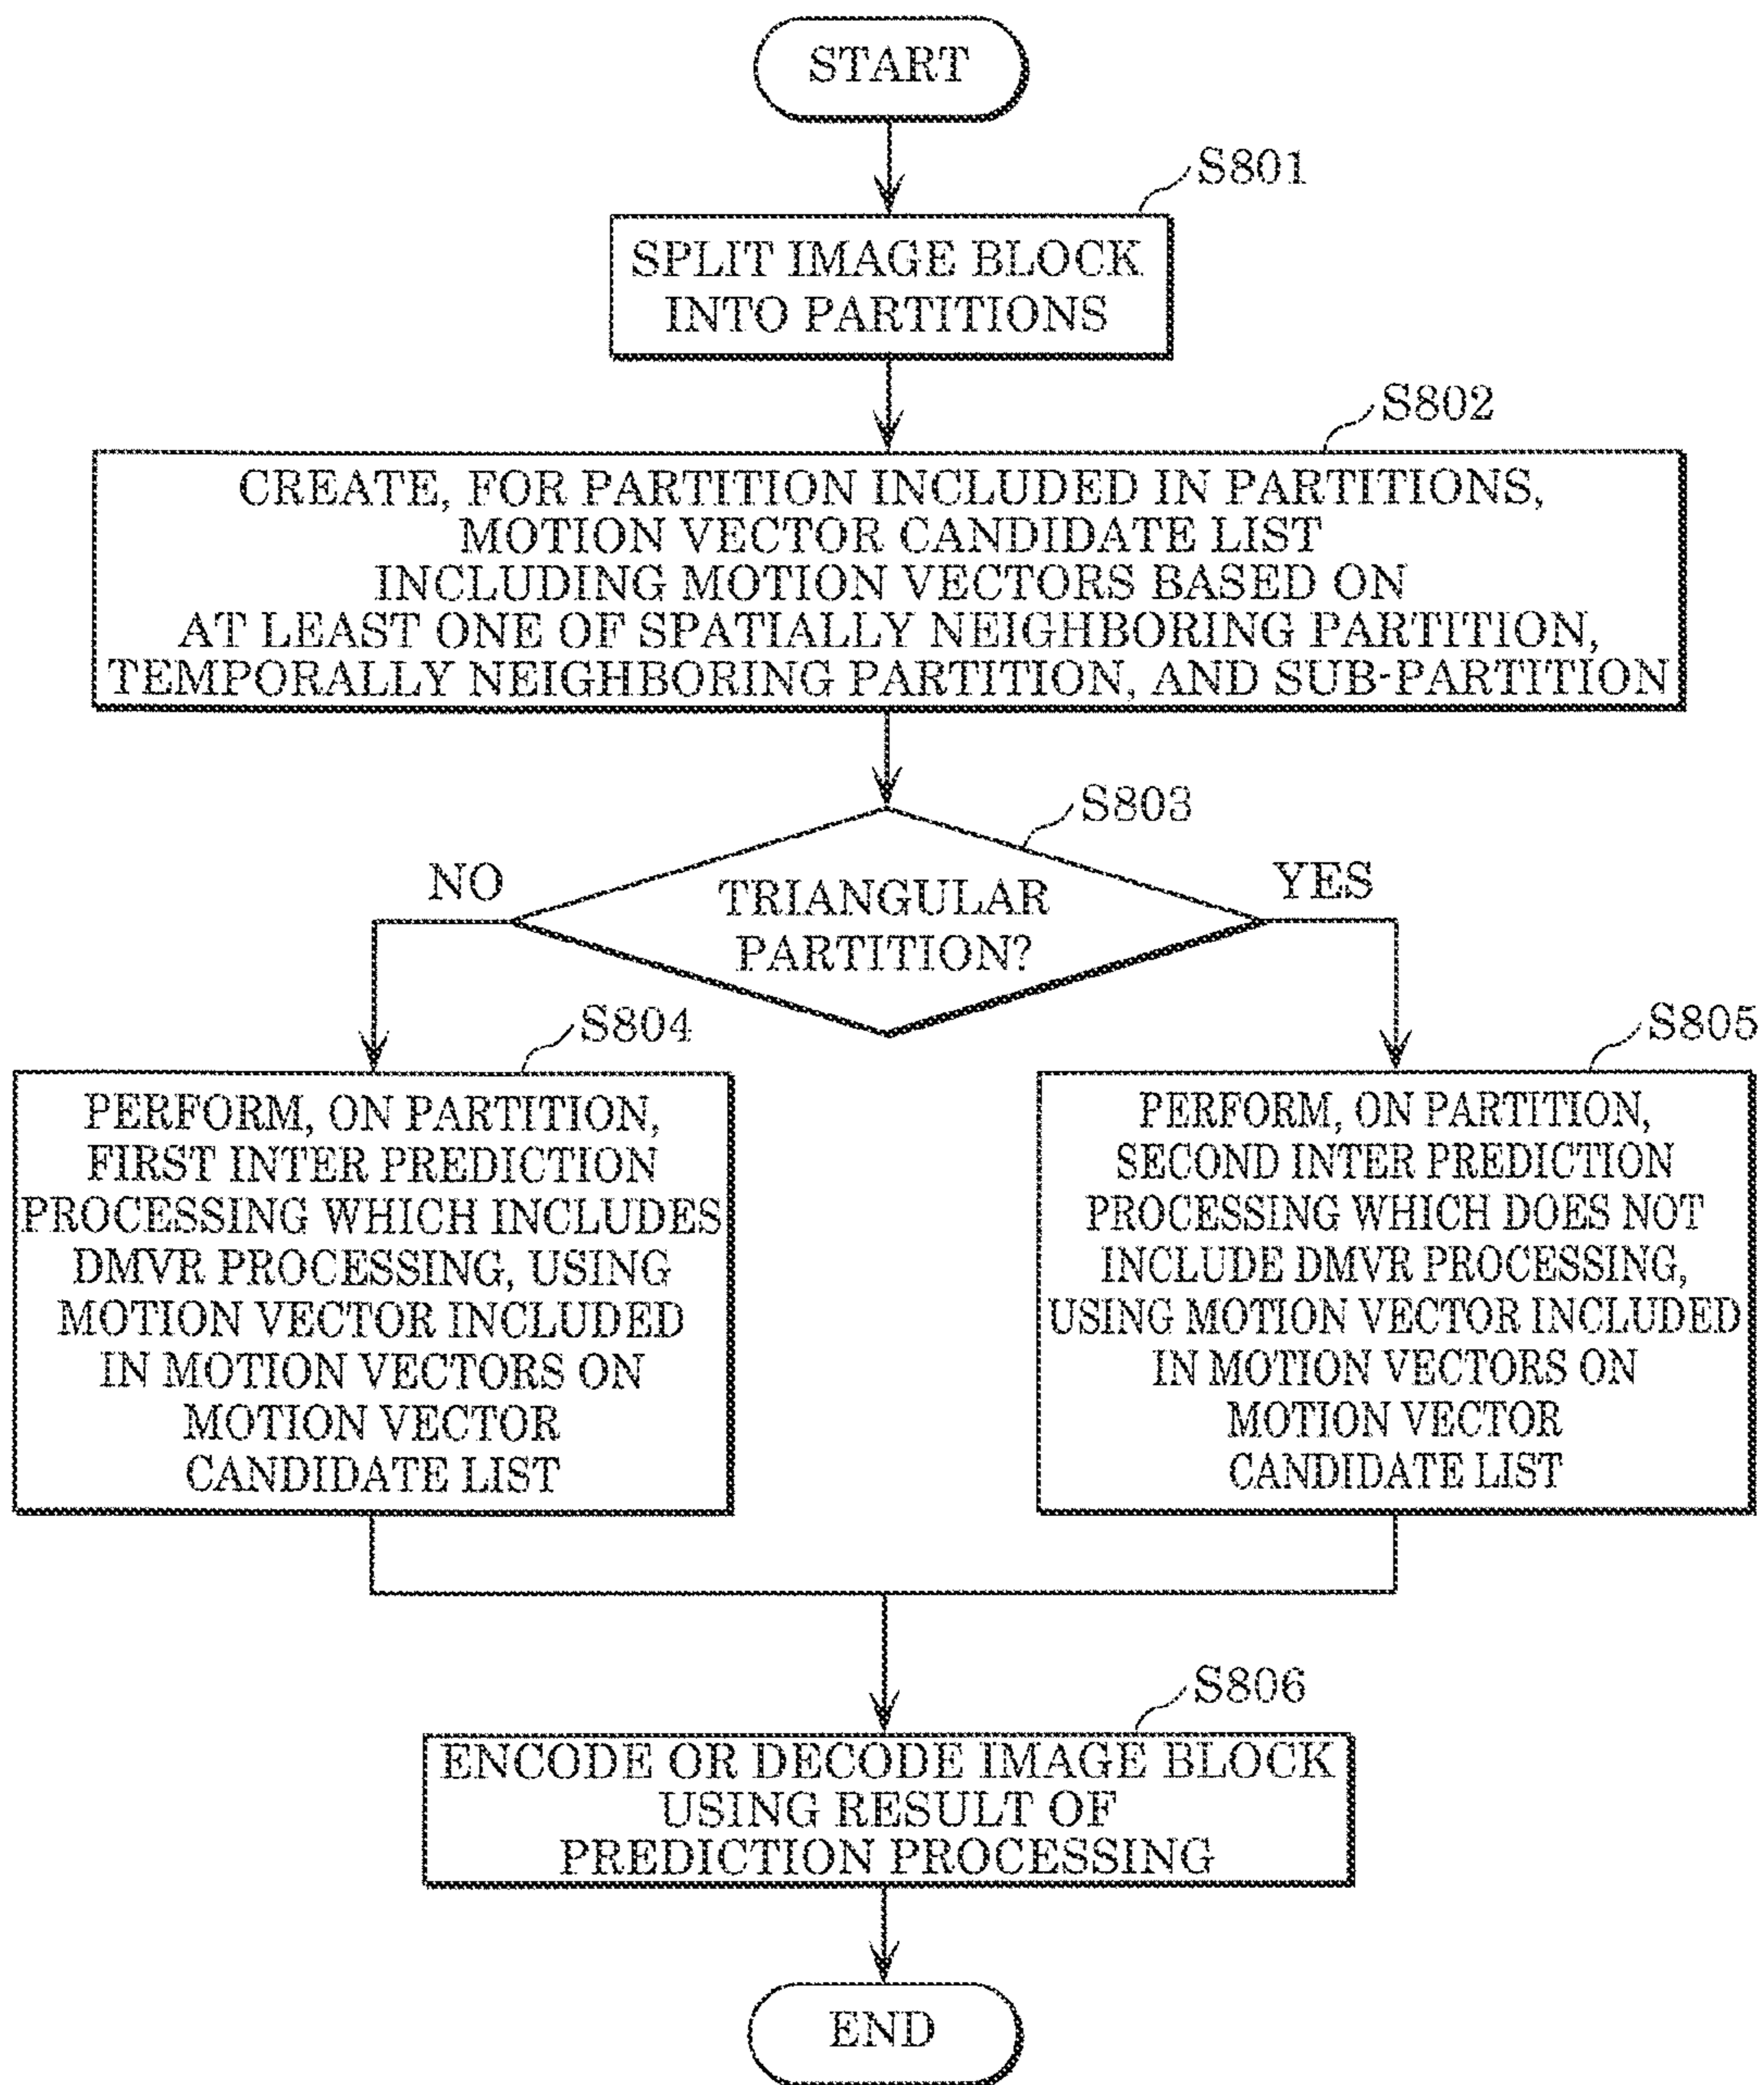 START
S801
SPLIT IMAGE BLOCK
INTO PARTITIONS
S802
CREATE, FOR PARTITION INCLUDED IN PARTITIONS,
MOTION VECTOR CANDIDATE LIST
INCLUDING MOTION VECTORS BASED ON
AT LEAST ONE OF SPATIALLY NEIGHBORING PARTITION,
TEMPORALLY NEIGHBORING PARTITION, AND SUB-PARTITION
S803
NO
TRIANGULAR
PARTITION?
YES
S804
PERFORM, ON PARTITION,
FIRST INTER PREDICTION
PROCESSING WHICH INCLUDES
DMVR PROCESSING, USING
MOTION VECTOR INCLUDED
IN MOTION VECTORS ON
MOTION VECTOR
CANDIDATE LIST
S805
PERFORM, ON PARTITION,
SECOND INTER PREDICTION
PROCESSING WHICH DOES NOT
INCLUDE DMVR PROCESSING,
USING MOTION VECTOR INCLUDED
IN MOTION VECTORS ON
MOTION VECTOR
CANDIDATE LIST
S806
ENCODE OR DECODE IMAGE BLOCK
USING RESULT OF
PREDICTION PROCESSING
END